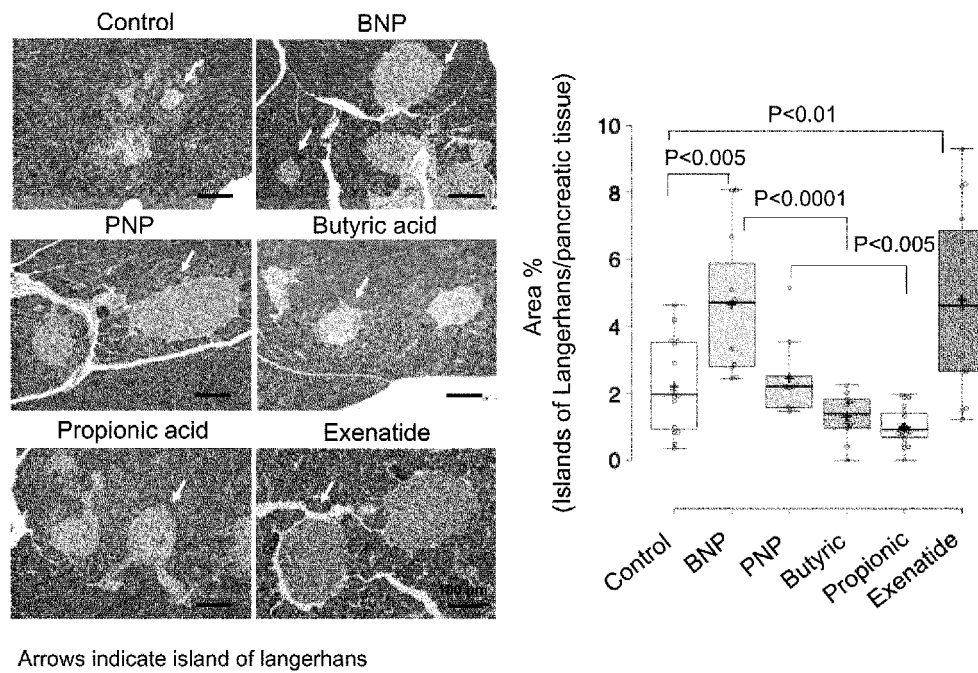 Control
BNP
PNP
Butyric acid
Propionic acid
Exenatide
100 µm
Arrows indicate island of langerhans
Area %
(Islands of Langerhans/pancreatic tissue)
10
8
6
4
2
0
P<0.01
P<0.005
P<0.0001
P<0.005
Control
BNP
PNP
Butyric
Propionic
Exenatide